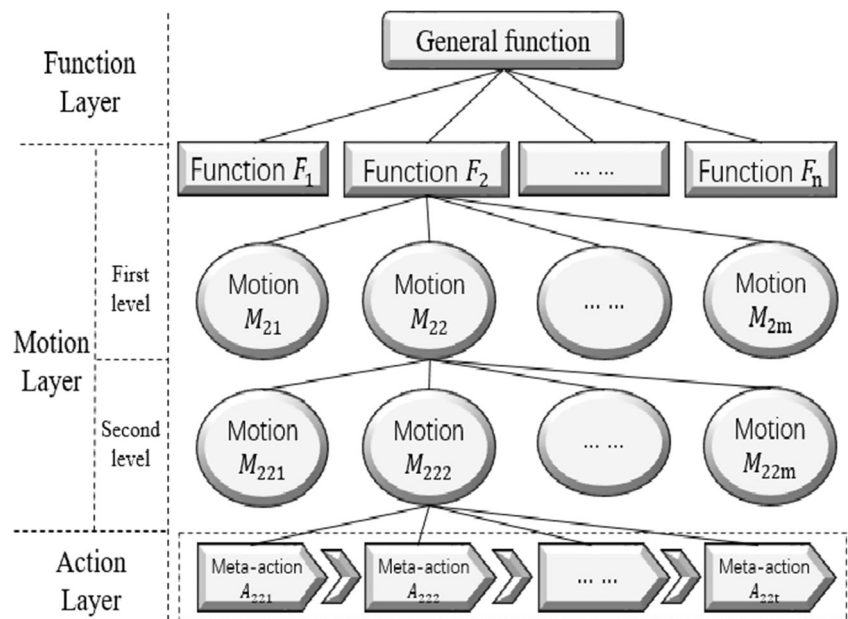 General function
Function
Layer
Function F₁
Function F₂
... ...
Function Fₙ
Motion
Layer
First
level
Motion
M₂₁
Motion
M₂₂
... ...
Motion
M₂ₘ
Second
level
Motion
M₂₂₁
Motion
M₂₂₂
... ...
Motion
M₂₂ₘ
Action
Layer
Meta-action
A₂₂₁
Meta-action
A₂₂₂
... ...
Meta-action
A₂₂ₜ